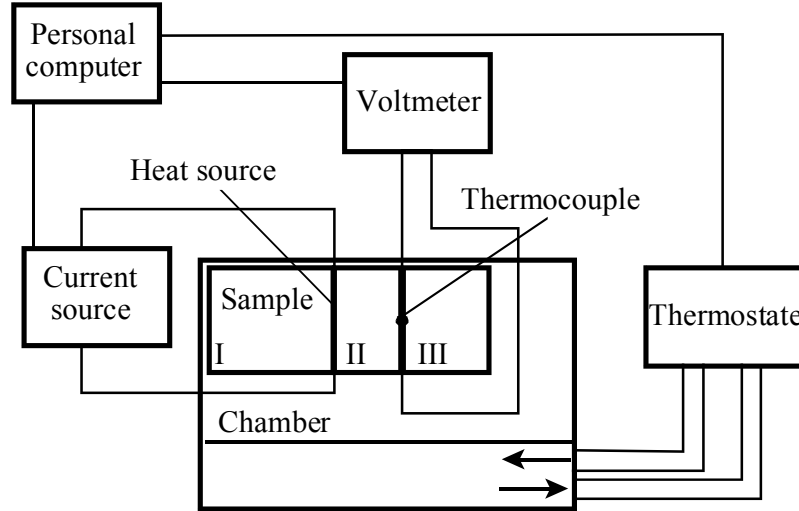 Personal
computer
Voltmeter
Heat source
Thermocouple
Current
source
Sample
I
II
III
Thermostate
Chamber